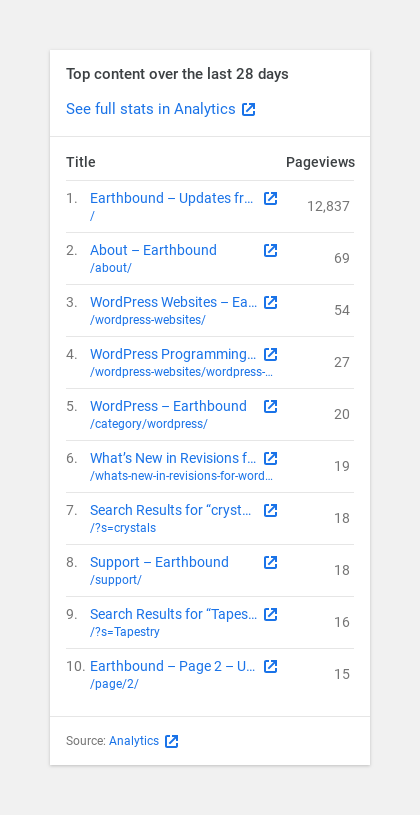 Top content over the last 28 days
See full stats in Analytics
Title Pageviews
1. Earthbound – Updates fr… 12,837
/
2. About – Earthbound 69
/about/
3. WordPress Websites – Ea… 54
/wordpress-websites/
4. WordPress Programming… 27
/wordpress-websites/wordpress-…
5. WordPress – Earthbound 20
/category/wordpress/
6. What’s New in Revisions f… 19
/whats-new-in-revisions-for-word…
7. Search Results for “cryst… 18
/?s=crystals
8. Support – Earthbound 18
/support/
9. Search Results for “Tapes… 16
/?s=Tapestry
10. Earthbound – Page 2 – U… 15
/page/2/
Source: Analytics